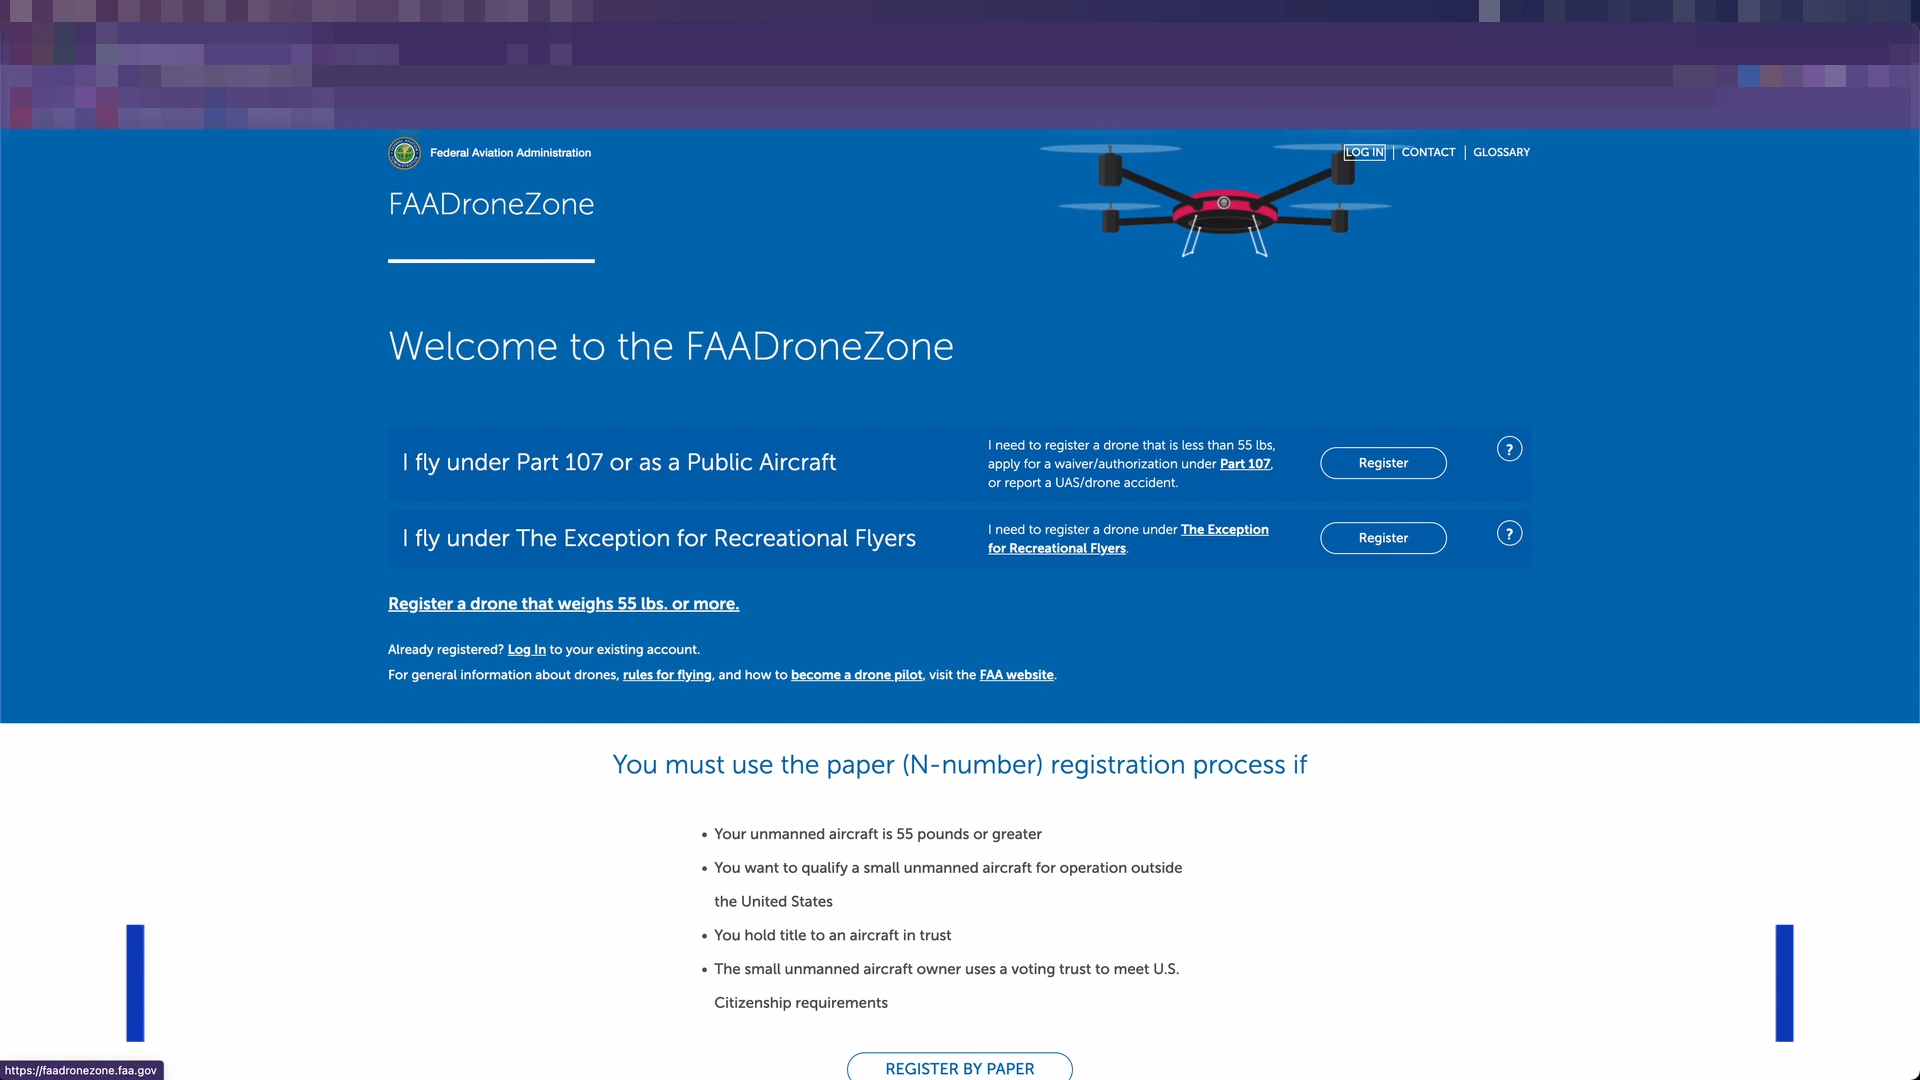 Federal Aviation Administration
LOG IN
CONTACT
GLOSSARY
FAADroneZone
Welcome to the FAADroneZone
I fly under Part 107 or as a Public Aircraft
I need to register a drone that is less than 55 lbs,
apply for a waiver/authorization under Part 107,
or report a UAS/drone accident.
Register
?
I fly under The Exception for Recreational Flyers
I need to register a drone under The Exception
for Recreational Flyers.
Register
?
Register a drone that weighs 55 lbs. or more.
Already registered? Log In to your existing account.
For general information about drones, rules for flying, and how to become a drone pilot, visit the FAA website.
You must use the paper (N-number) registration process if
• Your unmanned aircraft is 55 pounds or greater
• You want to qualify a small unmanned aircraft for operation outside
the United States
• You hold title to an aircraft in trust
• The small unmanned aircraft owner uses a voting trust to meet U.S.
Citizenship requirements
REGISTER BY PAPER
https://faadronezone.faa.gov